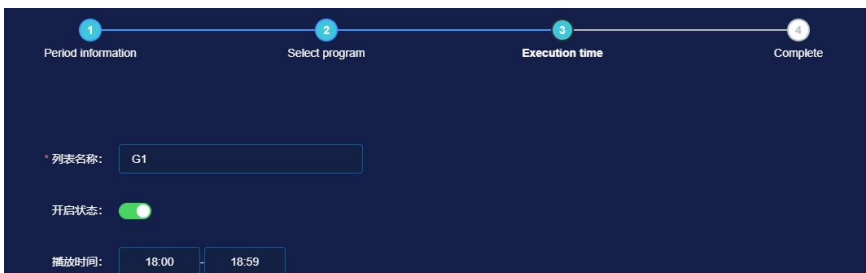 1 2 3 4
Period information Select program Execution time Complete
* 列表名称: G1
开启状态:
播放时间: 18:00 - 18:59